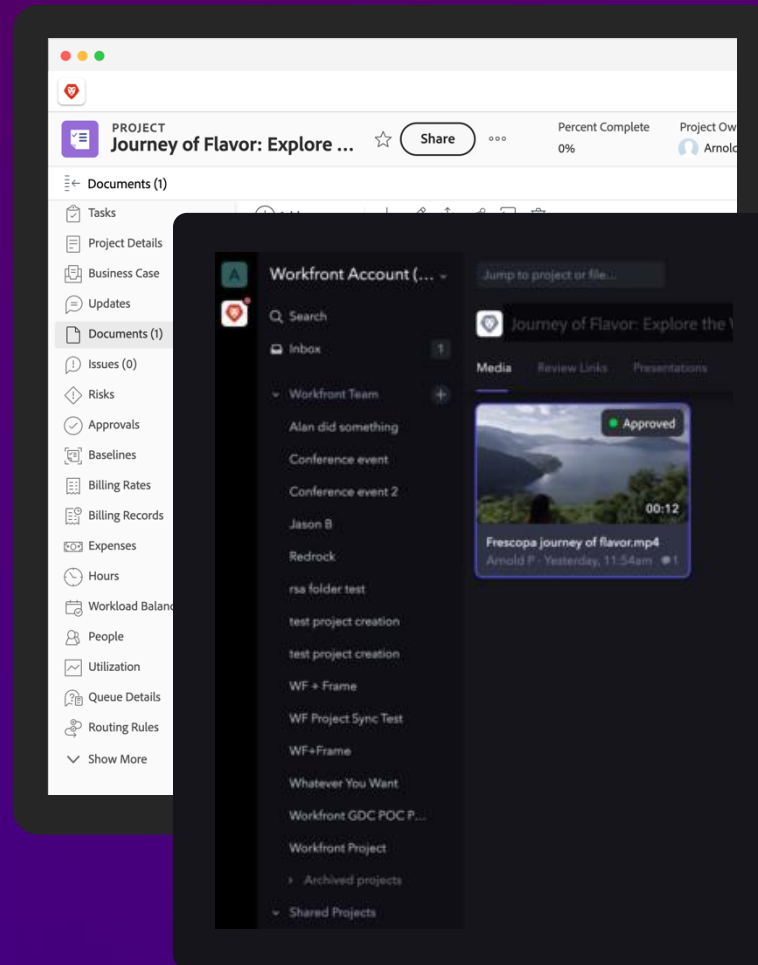 PROJECT
Journey of Flavor: Explore ...
Share
Percent Complete
0%
Project Ow
Arnold
Documents (1)
Tasks
Project Details
Business Case
Updates
Documents (1)
Issues (0)
Risks
Approvals
Baselines
Billing Rates
Billing Records
Expenses
Hours
Workload Balanc
People
Utilization
Queue Details
Routing Rules
Show More
A
Workfront Account (...
Search
Inbox
1
Workfront Team
Alan did something
Conference event
Conference event 2
Jason B
Redrock
rsa folder test
test project creation
test project creation
WF + Frame
WF Project Sync Test
WF+Frame
Whatever You Want
Workfront GDC POC P...
Workfront Project
Archived projects
Shared Projects
Jump to project or file...
Journey of Flavor: Explore the
Media
Review Links
Presentations
Approved
00:12
Frescopa journey of flavor.mp4
Arnold P · Yesterday, 11:54am
1